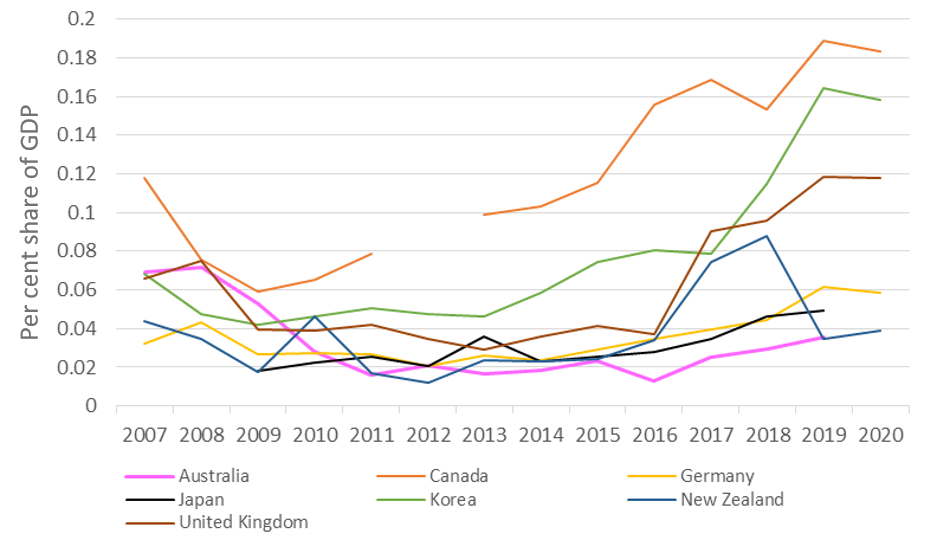 0.2
0.18
0.16
0.14
0.12
0.1
0.08
0.06
0.04
0.02
0
Per cent share of GDP
2007 2008 2009 2010 2011 2012 2013 2014 2015 2016 2017 2018 2019 2020
Australia Canada Germany
Japan Korea New Zealand
United Kingdom